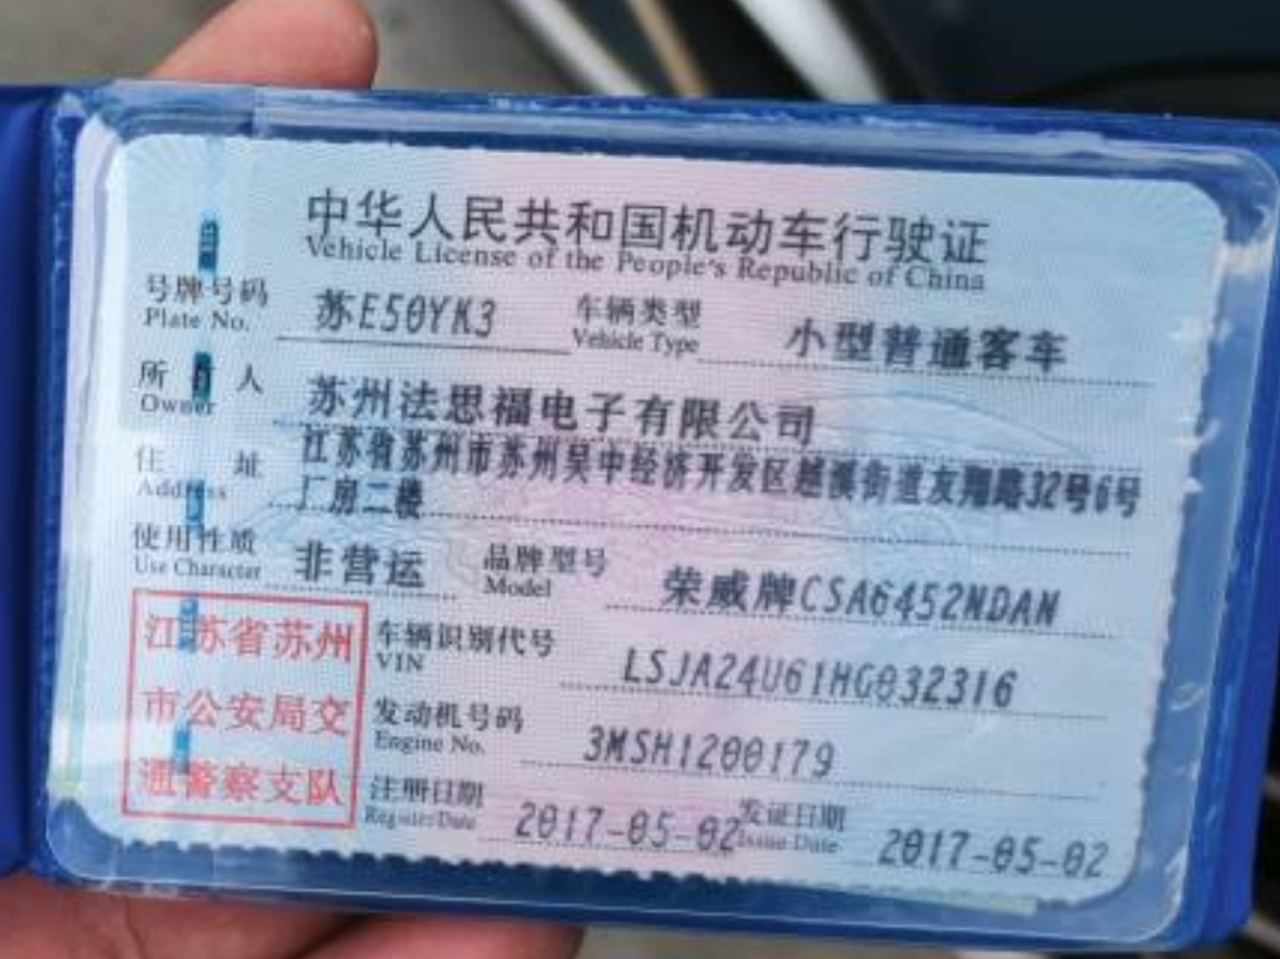 中华人民共和国机动车行驶证
Vehicle License of the People's Republic of China
号牌号码 苏E50YK3 车辆类型 小型普通客车
Plate No. Vehicle Type
所 人 苏州法思福电子有限公司
Owner
住 址 江苏省苏州市苏州吴中经济开发区越溪街道友翔路32号6号
Address 厂房二楼
使用性质 非营运 品牌型号 荣威牌CSA6452NDAN
Use Character Model
江苏省苏州
市公安局交
通警察支队
车辆识别代号 LSJA24U61HG032316
VIN
发动机号码 3MSH1200179
Engine No.
注册日期 2017-05-02 发证日期 2017-05-02
Register Date Issue Date